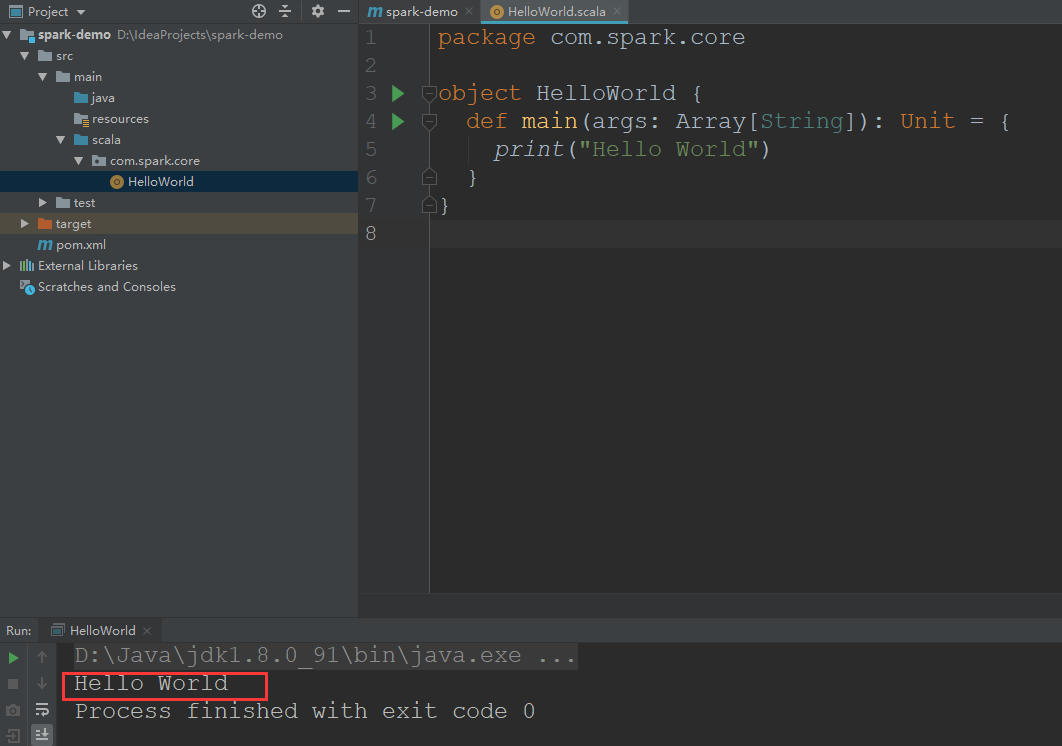 Project
spark-demo D:\IdeaProjects\spark-demo
src
main
java
resources
scala
com.spark.core
HelloWorld
test
target
pom.xml
External Libraries
Scratches and Consoles
spark-demo HelloWorld.scala
1 package com.spark.core
2
3 object HelloWorld {
4 def main(args: Array[String]): Unit = {
5 print("Hello World")
6 }
7 }
8
Run: HelloWorld
D:\Java\jdk1.8.0_91\bin\java.exe ...
Hello World
Process finished with exit code 0